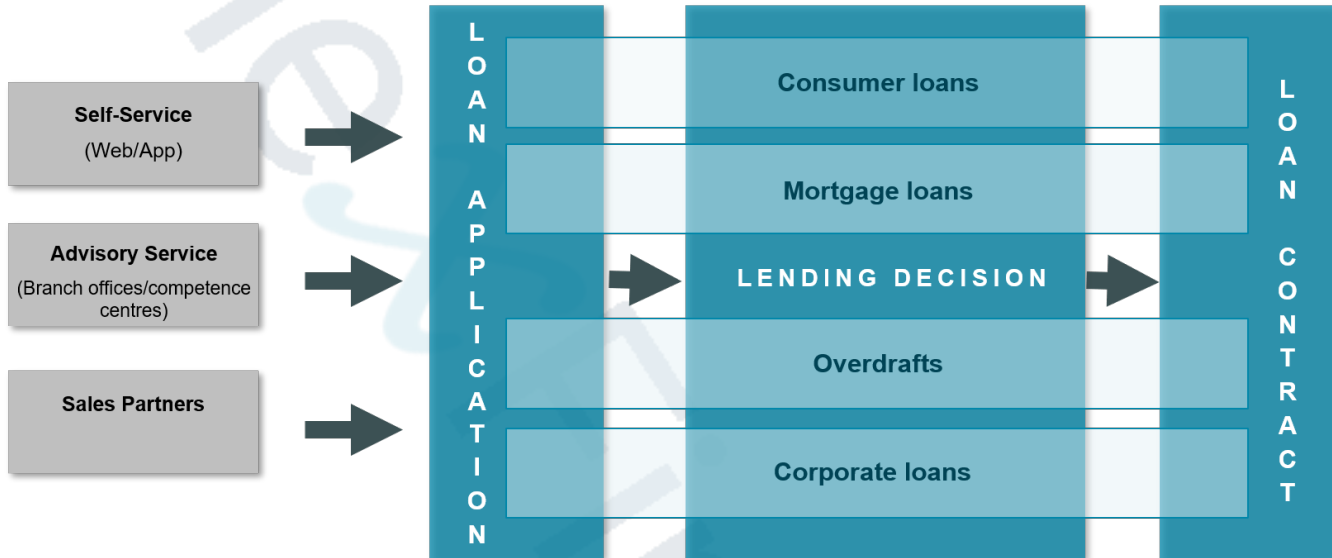 Self-Service
(Web/App)
Advisory Service
(Branch offices/competence
centres)
Sales Partners
LOAN APPLICATION
Consumer loans
Mortgage loans
LENDING DECISION
Overdrafts
Corporate loans
LOAN CONTRACT